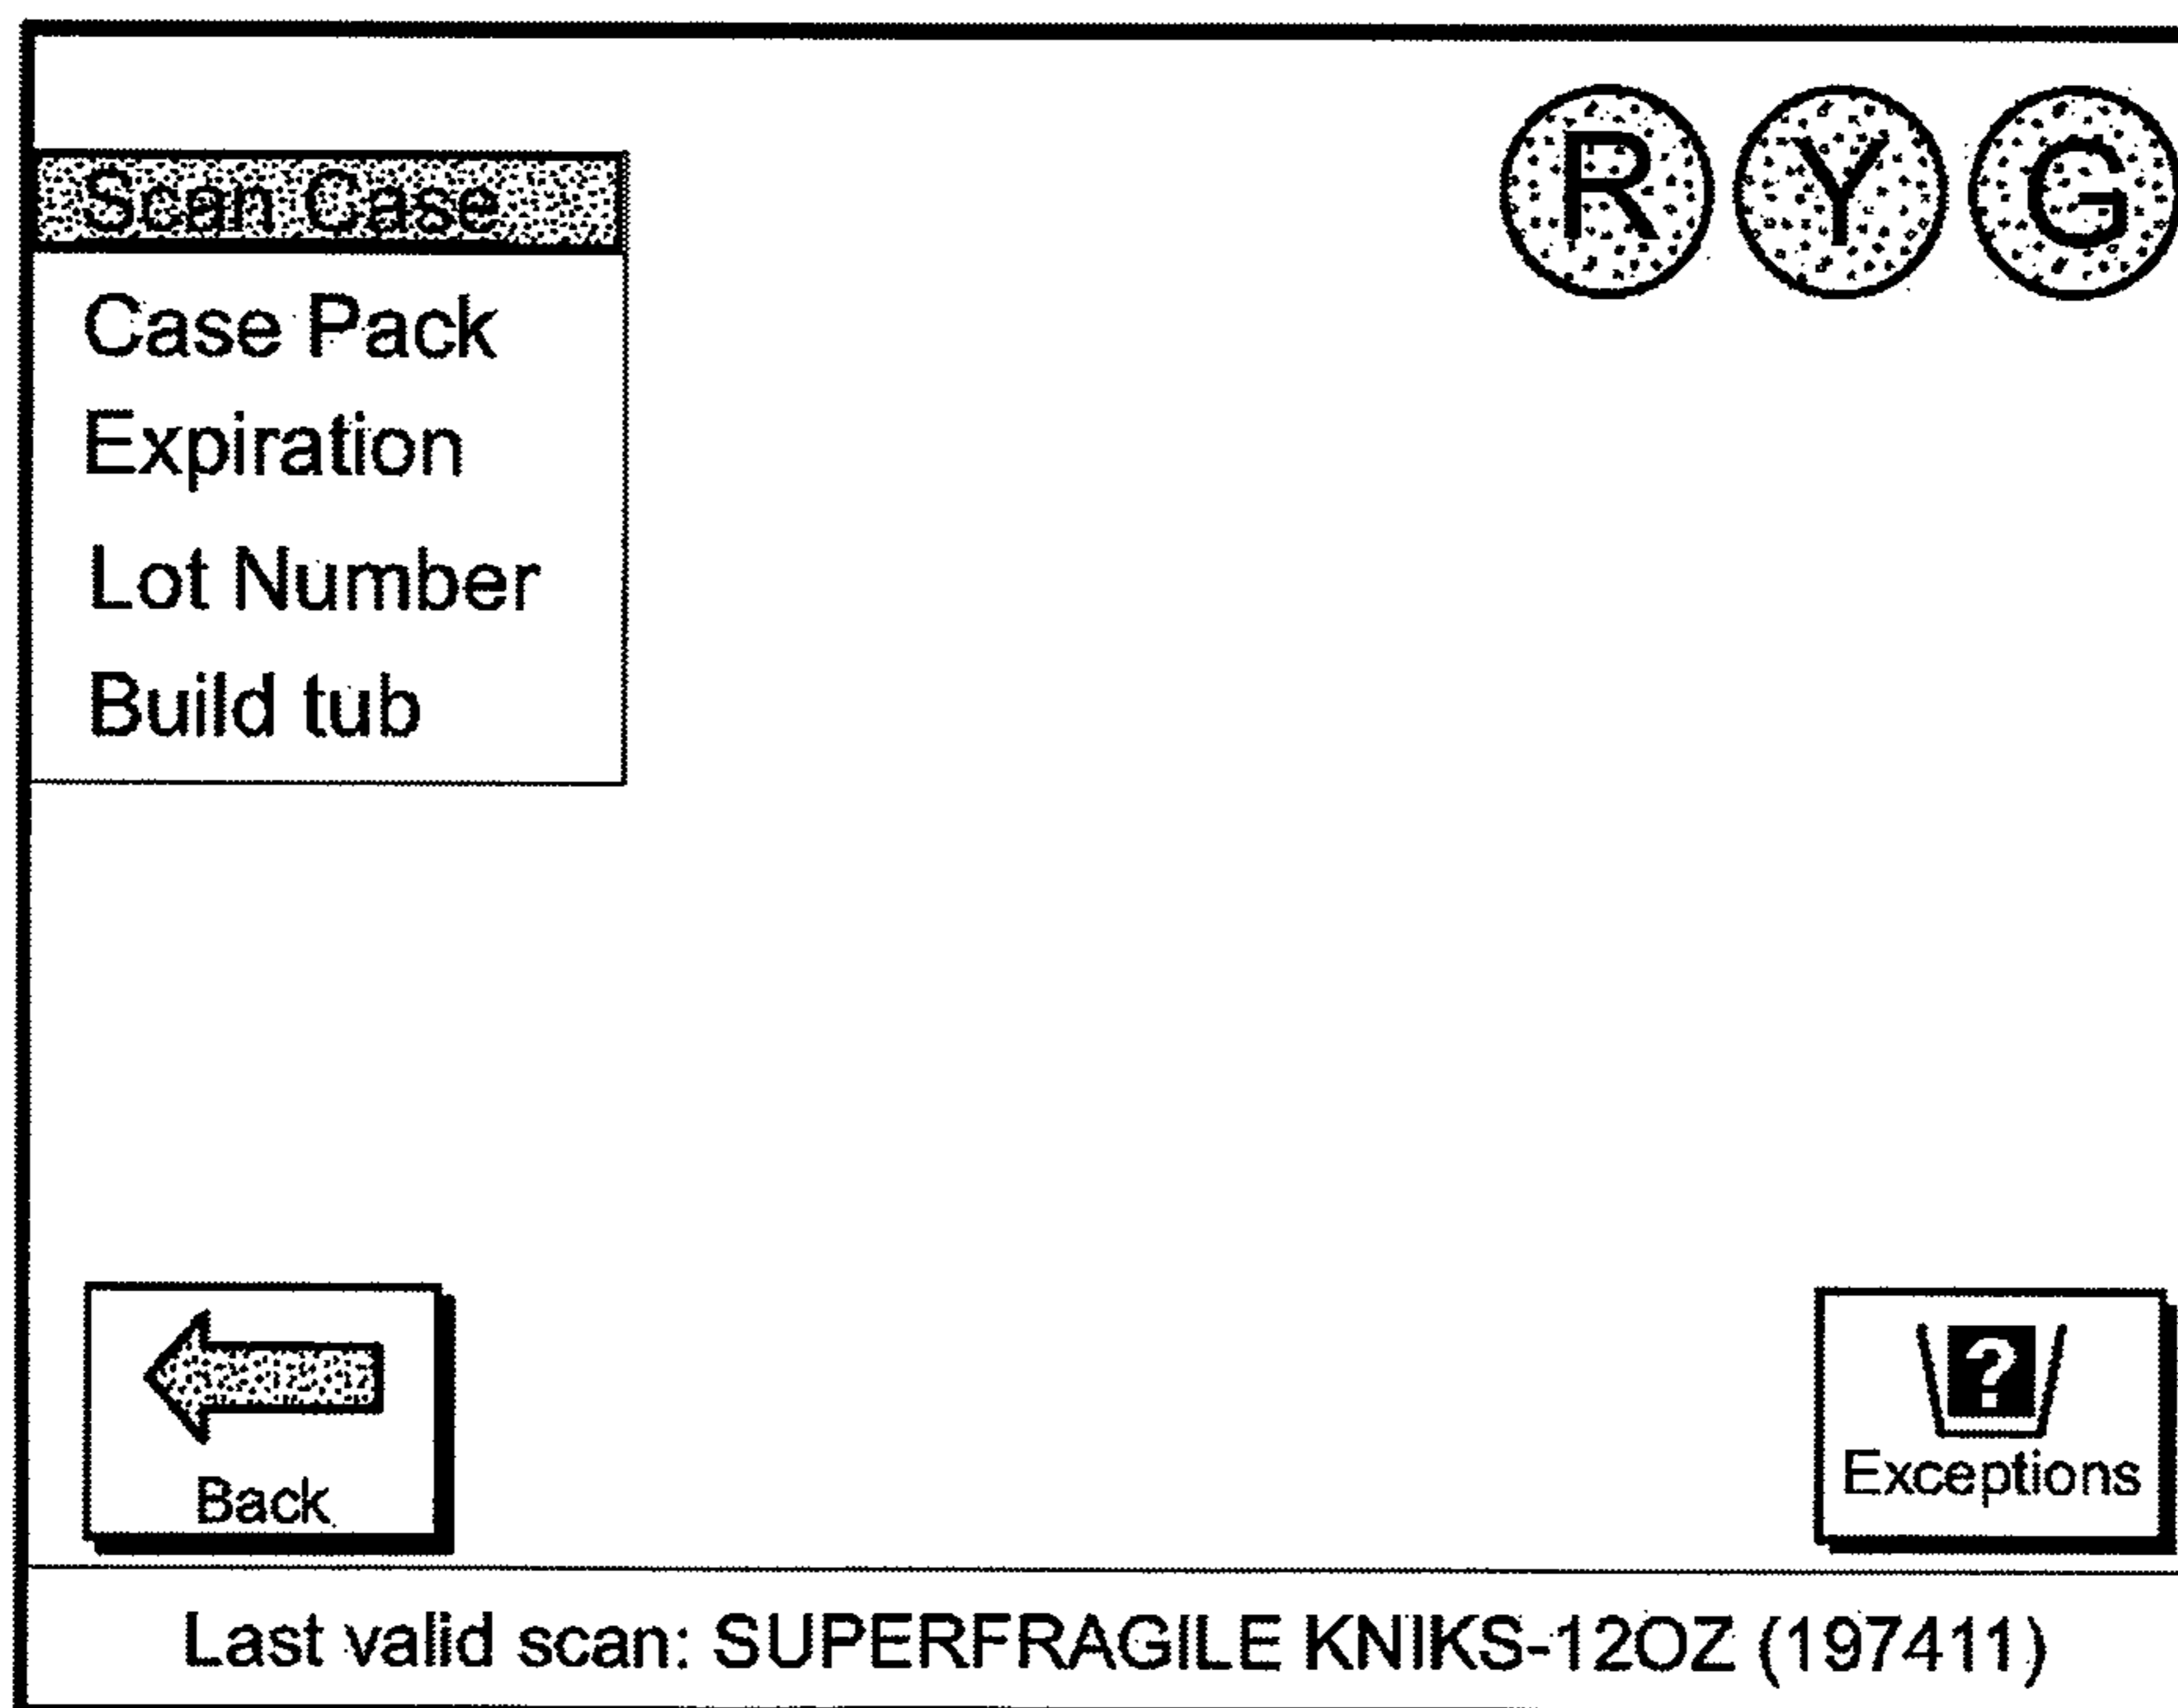 R Y G
Scan Case
Case Pack
Expiration
Lot Number
Build tub
?
Back
Exceptions
Last valid scan: SUPERFRAGILE KNIKS-12OZ (197411)